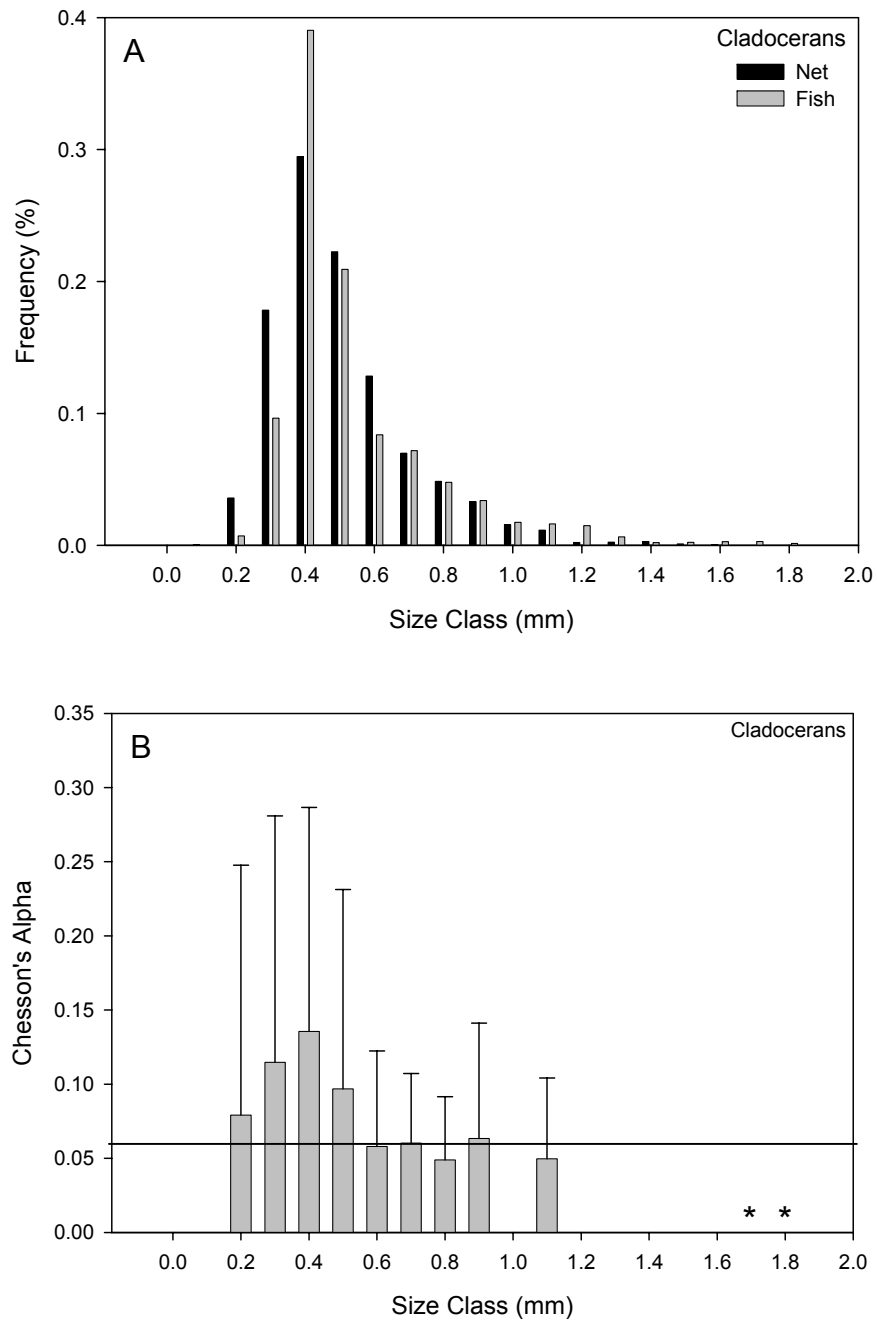 A
Cladocerans
Net
Fish
0.4
0.3
0.2
0.1
0.0
Frequency (%)
0.0 0.2 0.4 0.6 0.8 1.0 1.2 1.4 1.6 1.8 2.0
Size Class (mm)
B
Cladocerans
0.35
0.30
0.25
0.20
0.15
0.10
0.05
0.00
Chesson's Alpha
* *
0.0 0.2 0.4 0.6 0.8 1.0 1.2 1.4 1.6 1.8 2.0
Size Class (mm)